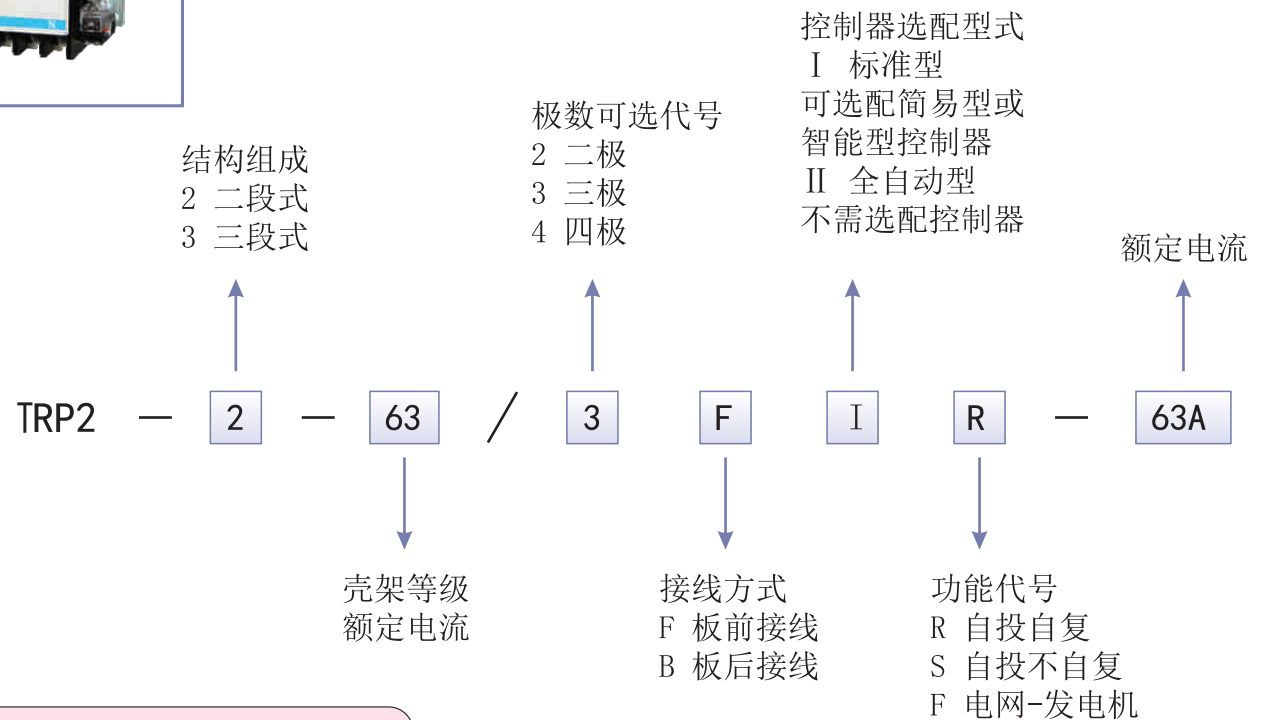 控制器选配型式
Ⅰ 标准型
可选配简易型或
智能型控制器
Ⅱ 全自动型
不需选配控制器
极数可选代号
2 二极
3 三极
4 四极
结构组成
2 二段式
3 三段式
额定电流
TRP2 — 2 — 63 / 3 F Ⅰ R — 63A
壳架等级
额定电流
接线方式
F 板前接线
B 板后接线
功能代号
R 自投自复
S 自投不自复
F 电网-发电机
N